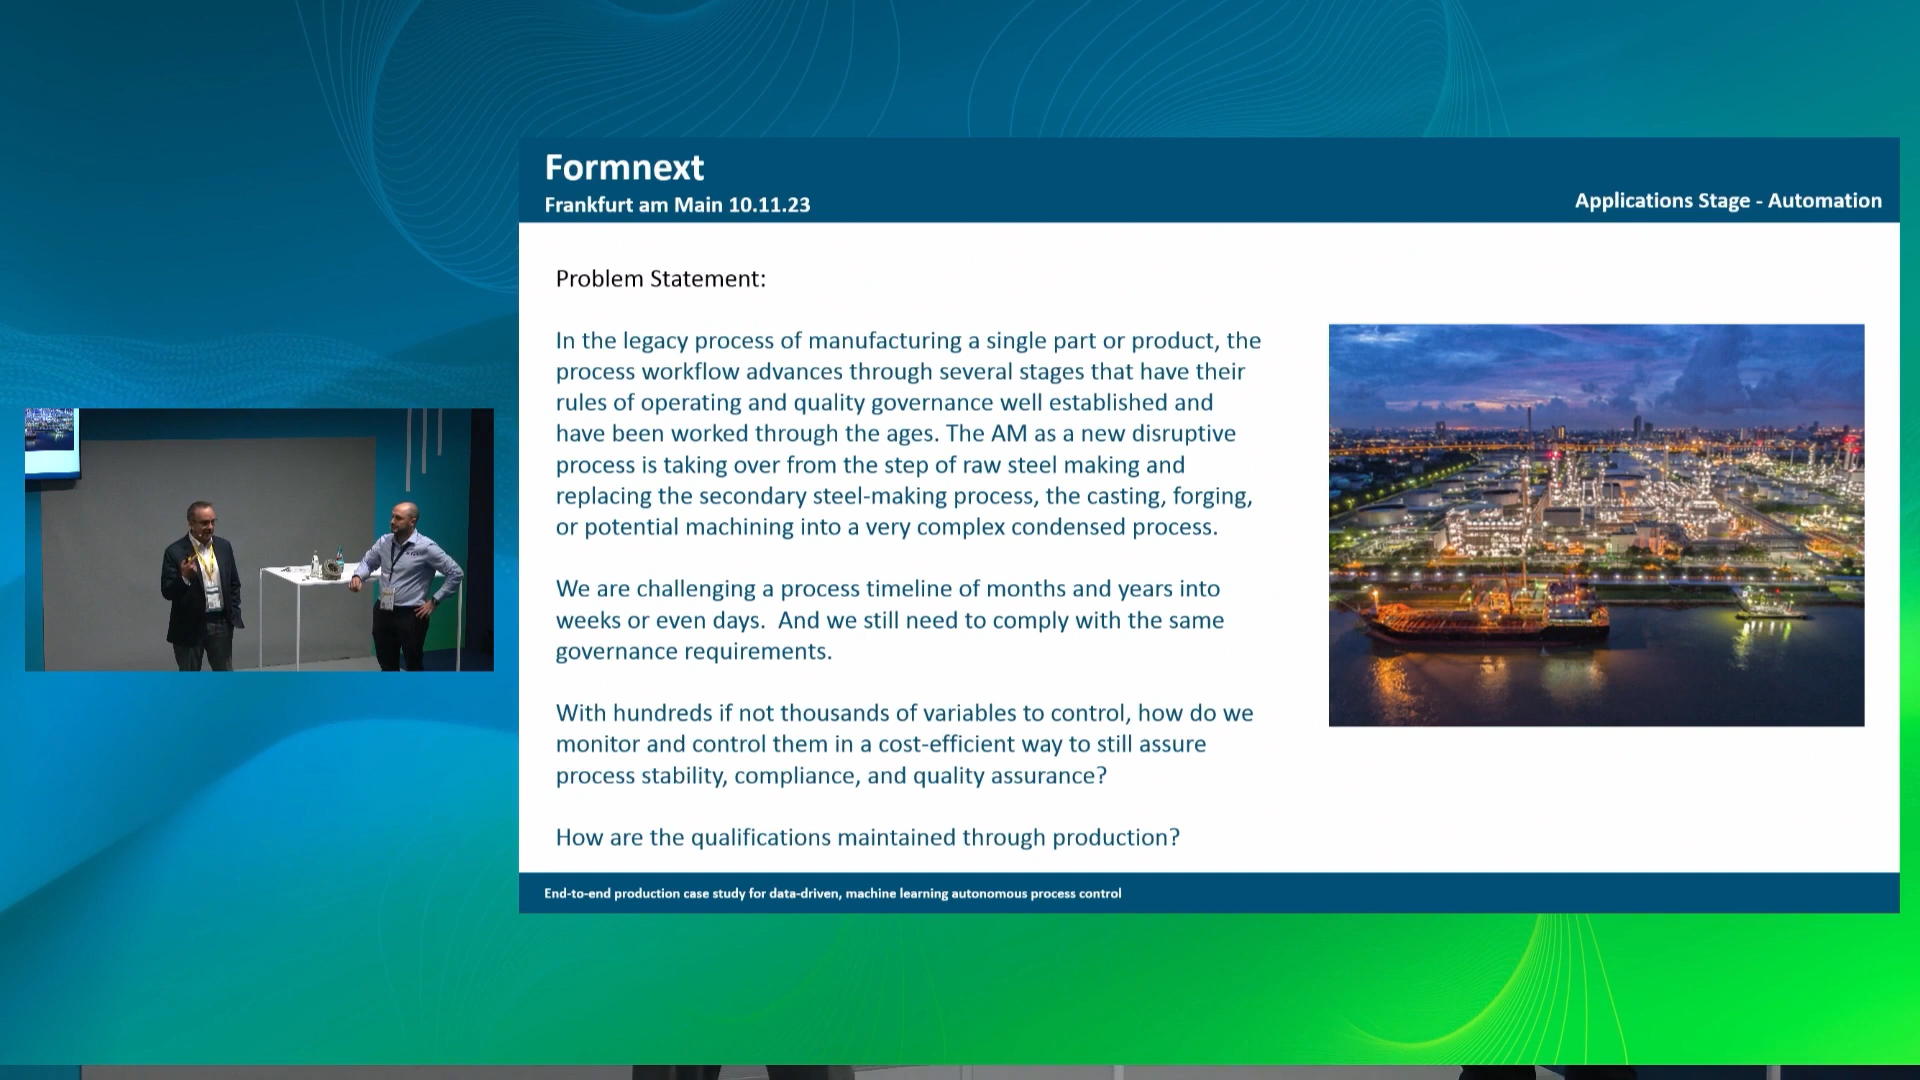 Formnext
Frankfurt am Main 10.11.23
Applications Stage - Automation
Problem Statement:
In the legacy process of manufacturing a single part or product, the
process workflow advances through several stages that have their
rules of operating and quality governance well established and
have been worked through the ages. The AM as a new disruptive
process is taking over from the step of raw steel making and
replacing the secondary steel-making process, the casting, forging,
or potential machining into a very complex condensed process.
We are challenging a process timeline of months and years into
weeks or even days.  And we still need to comply with the same
governance requirements.
With hundreds if not thousands of variables to control, how do we
monitor and control them in a cost-efficient way to still assure
process stability, compliance, and quality assurance?
How are the qualifications maintained through production?
End-to-end production case study for data-driven, machine learning autonomous process control